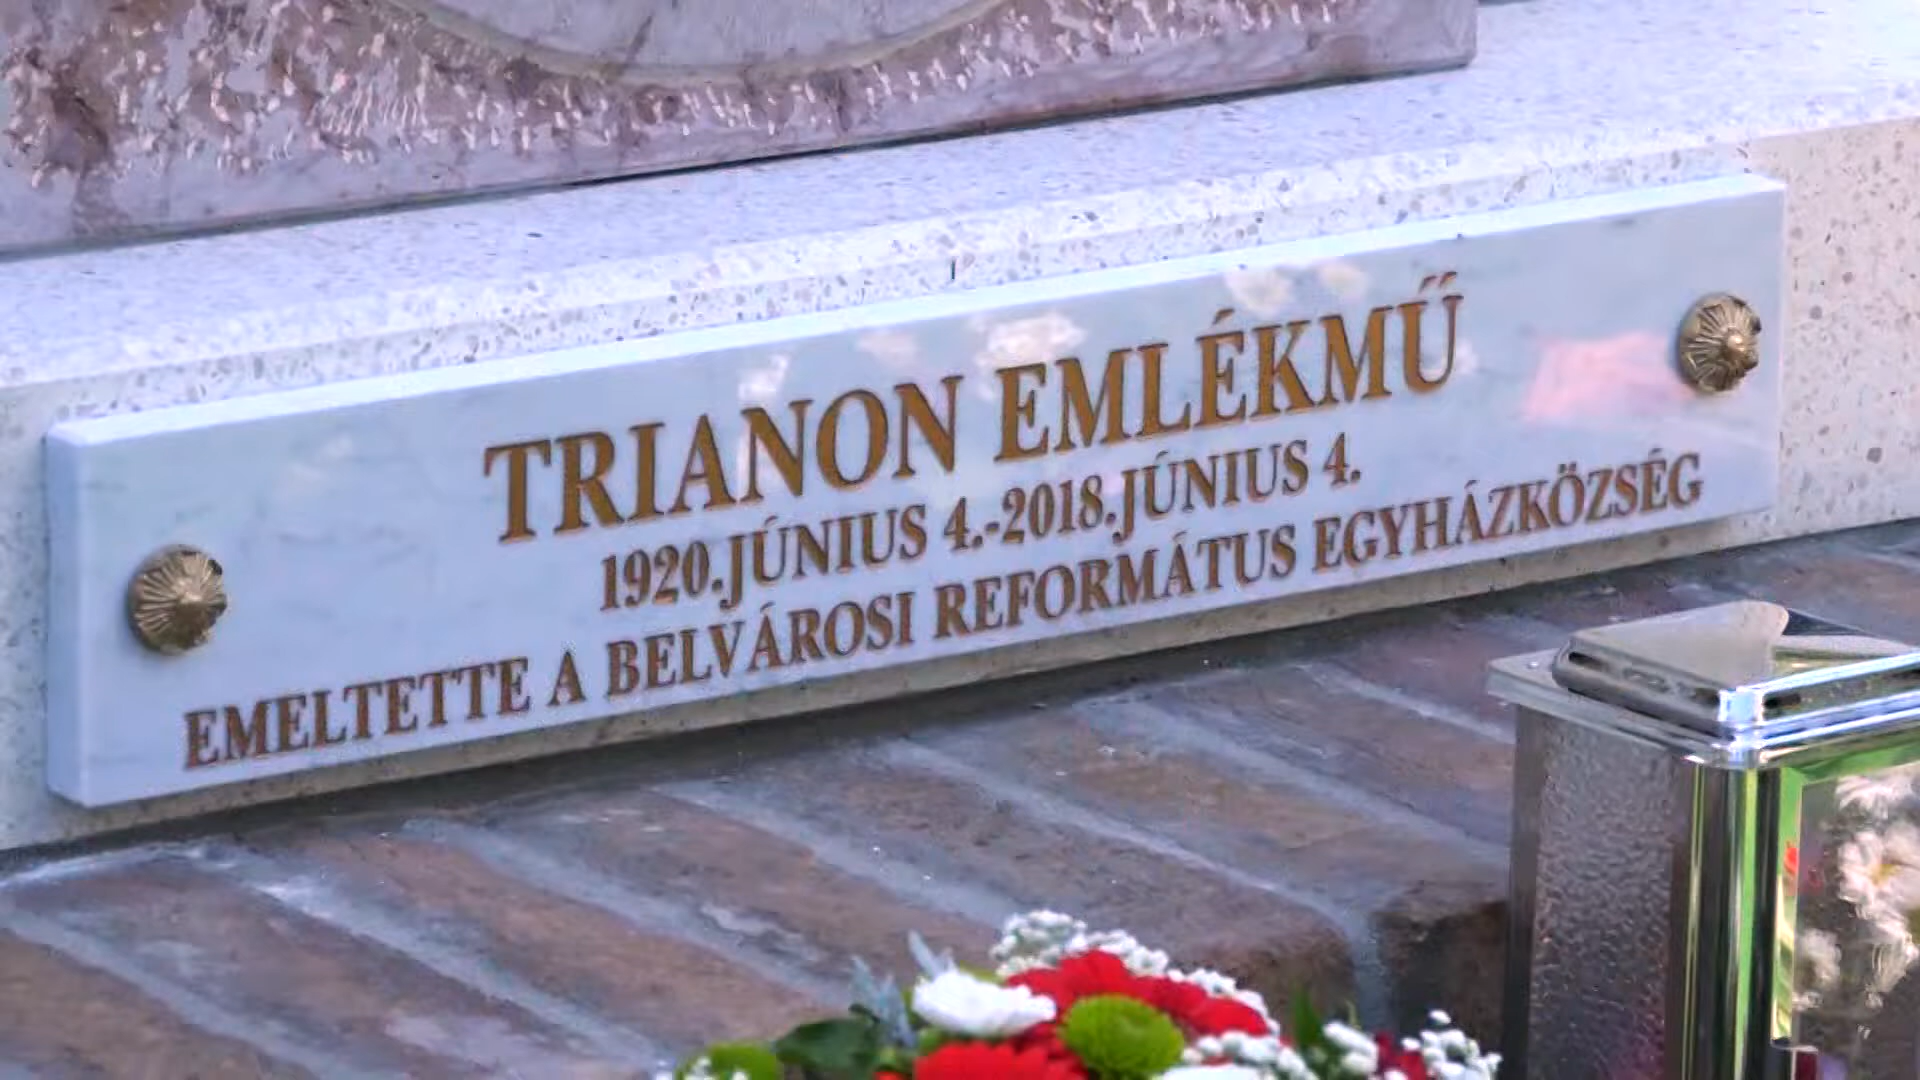 TRIANON EMLÉKMŰ
1920.JÚNIUS 4.-2018.JÚNIUS 4.
EMELTETTE A BELVÁROSI REFORMÁTUS EGYHÁZKÖZSÉG